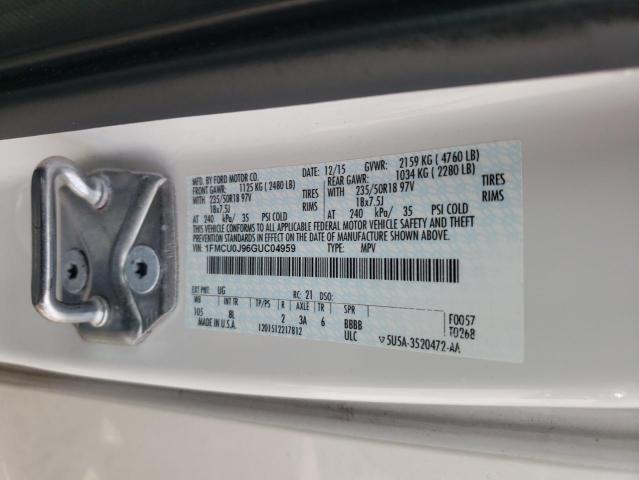 MFD. BY FORD MOTOR CO. DATE: 12/15 GVWR: 2159 KG ( 4760 LB)
FRONT GAWR: 1125 KG ( 2480 LB) REAR GAWR: 1034 KG ( 2280 LB)
WITH 235/50R18 97V TIRES WITH 235/50R18 97V TIRES
18x7.5J RIMS 18x7.5J RIMS
AT 240 kPa/ 35 PSI COLD AT 240 kPa/ 35 PSI COLD
THIS VEHICLE CONFORMS TO ALL APPLICABLE FEDERAL MOTOR VEHICLE SAFETY AND THEFT
PREVENTION STANDARDS IN EFFECT ON THE DATE OF MANUFACTURE SHOWN ABOVE.
VIN: 1FMCU0J96GUC04959 TYPE: MPV
EXT PNT: UG RC: 21 DSO:
WB INT TR TP/PS R AXLE TR SPR
105 8L 2 3A 6 BBBB F0057
MADE IN U.S.A. 1201512217812 ULC T0268
5U5A-3520472-AA